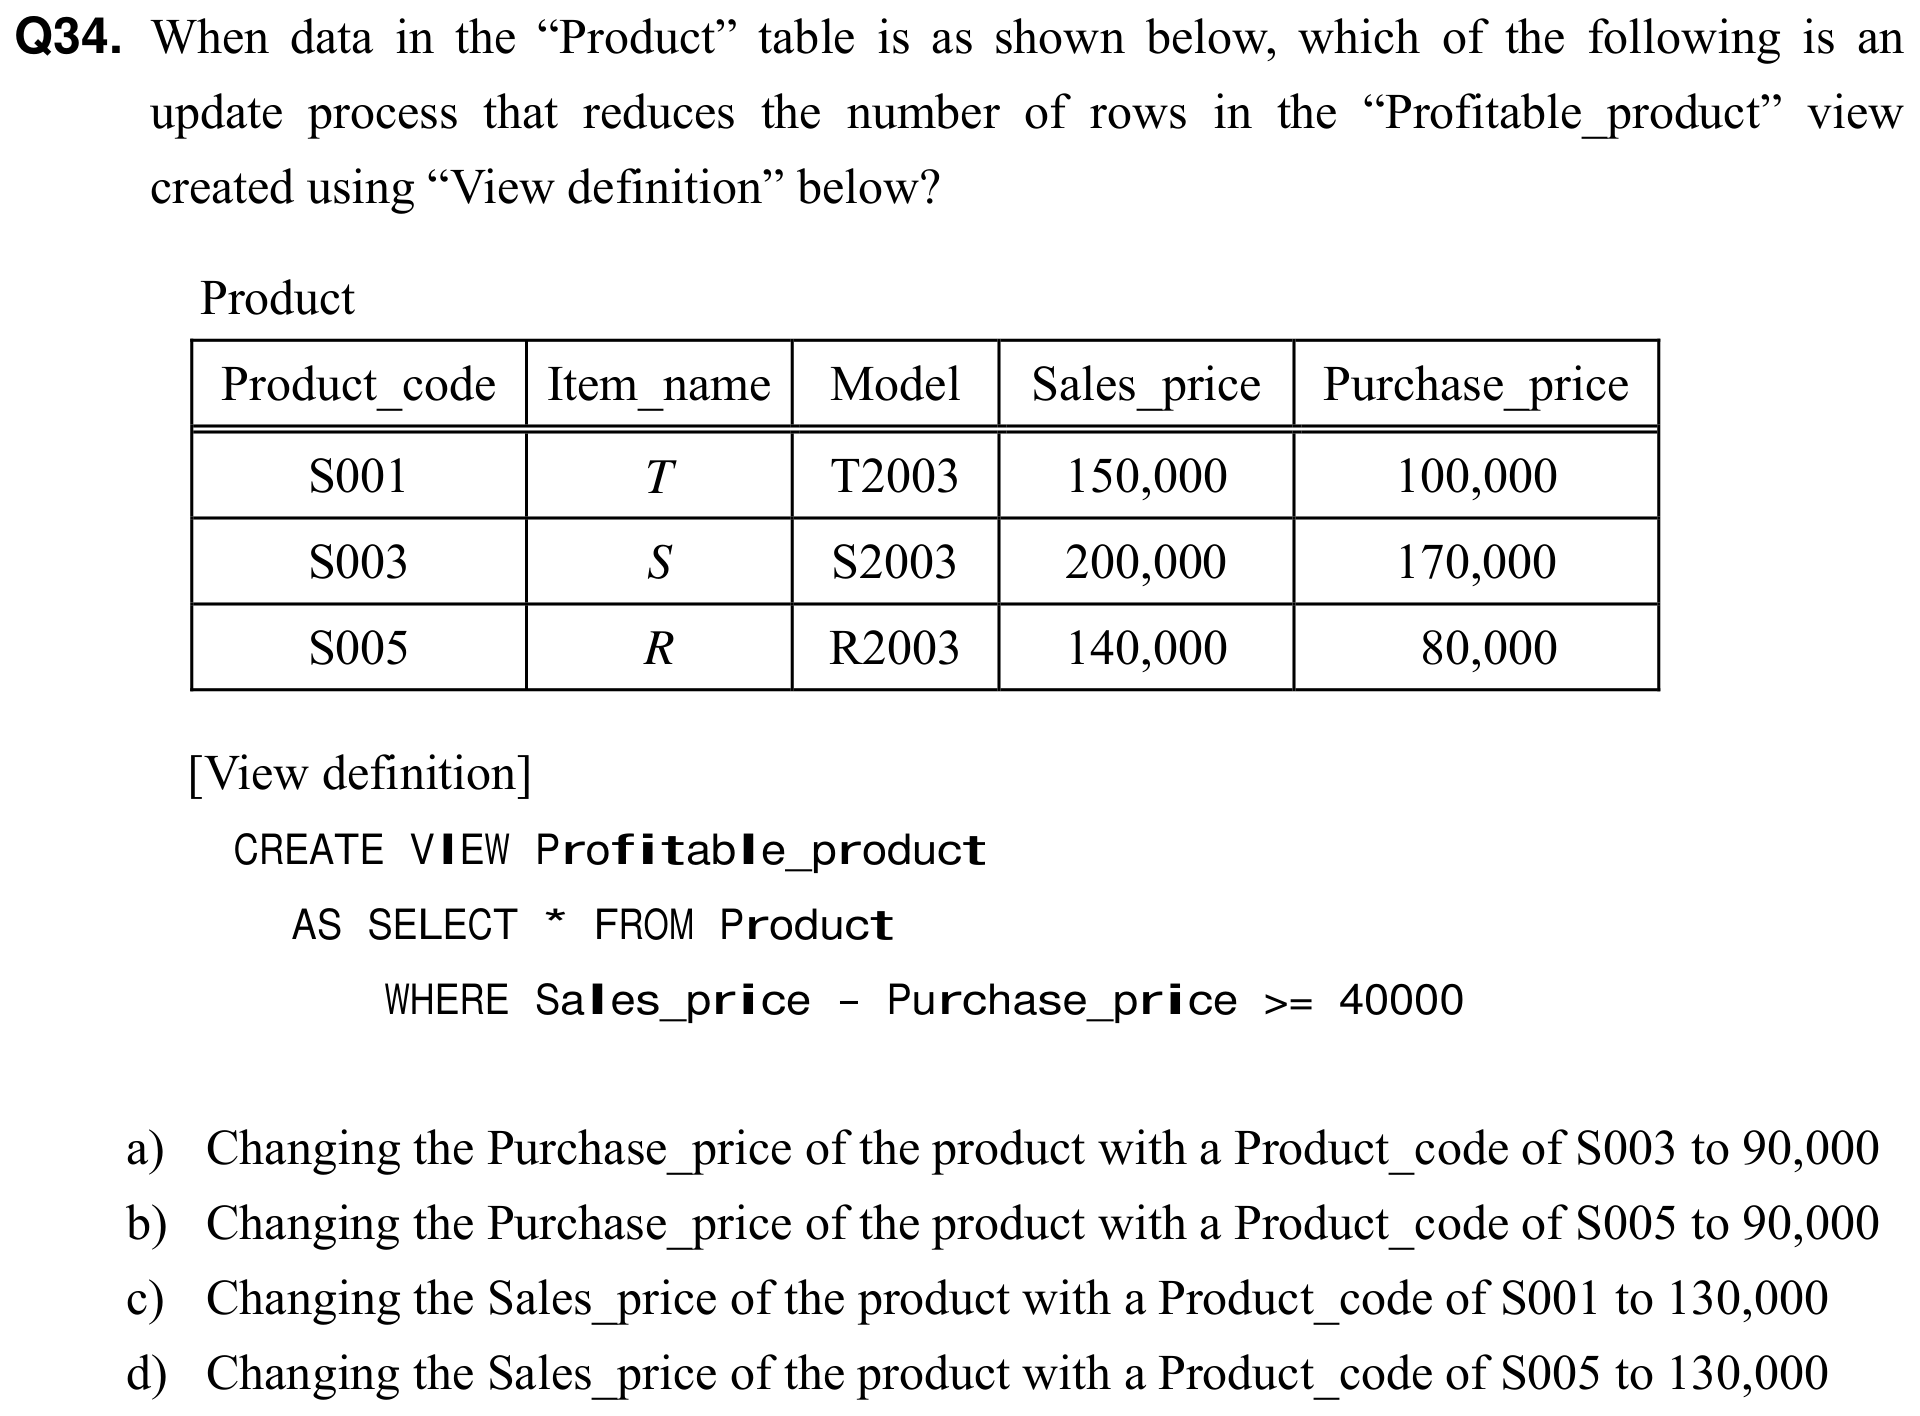 Q34. When data in the “Product” table is as shown below, which of the following is an
update process that reduces the number of rows in the “Profitable_product” view
created using “View definition” below?
Product
Product_code Item_name Model Sales_price Purchase_price
S001 T T2003 150,000 100,000
S003 S S2003 200,000 170,000
S005 R R2003 140,000 80,000
[View definition]
CREATE VIEW Profitable_product
AS SELECT * FROM Product
WHERE Sales_price - Purchase_price >= 40000
a) Changing the Purchase_price of the product with a Product_code of S003 to 90,000
b) Changing the Purchase_price of the product with a Product_code of S005 to 90,000
c) Changing the Sales_price of the product with a Product_code of S001 to 130,000
d) Changing the Sales_price of the product with a Product_code of S005 to 130,000